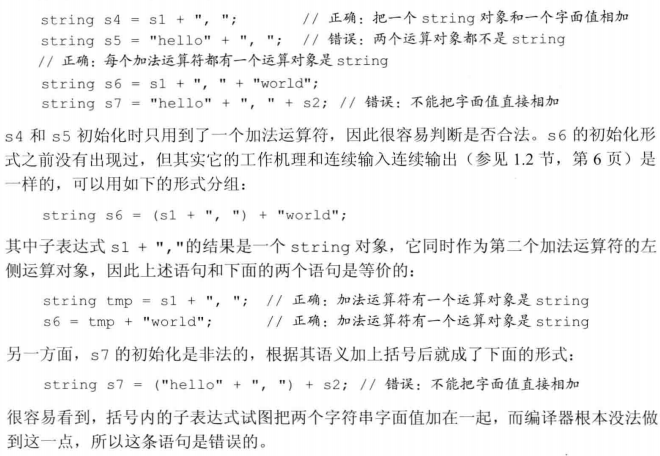 string s4 = s1 + ", ";          // 正确：把一个 string 对象和一个字面值相加
string s5 = "hello" + ", ";  // 错误：两个运算对象都不是 string
// 正确：每个加法运算符都有一个运算对象是 string
string s6 = s1 + ", " + "world";
string s7 = "hello" + ", " + s2; // 错误：不能把字面值直接相加
s4 和 s5 初始化时只用到了一个加法运算符，因此很容易判断是否合法。s6 的初始化形
式之前没有出现过，但其实它的工作机理和连续输入连续输出（参见 1.2 节，第 6 页）是
一样的，可以用如下的形式分组：
string s6 = (s1 + ", ") + "world";
其中子表达式 s1 + ","的结果是一个 string 对象，它同时作为第二个加法运算符的左
侧运算对象，因此上述语句和下面的两个语句是等价的：
string tmp = s1 + ", ";  // 正确：加法运算符有一个运算对象是 string
s6 = tmp + "world";      // 正确：加法运算符有一个运算对象是 string
另一方面，s7 的初始化是非法的，根据其语义加上括号后就成了下面的形式：
string s7 = ("hello" + ", ") + s2; // 错误：不能把字面值直接相加
很容易看到，括号内的子表达式试图把两个字符串字面值加在一起，而编译器根本没法做
到这一点，所以这条语句是错误的。